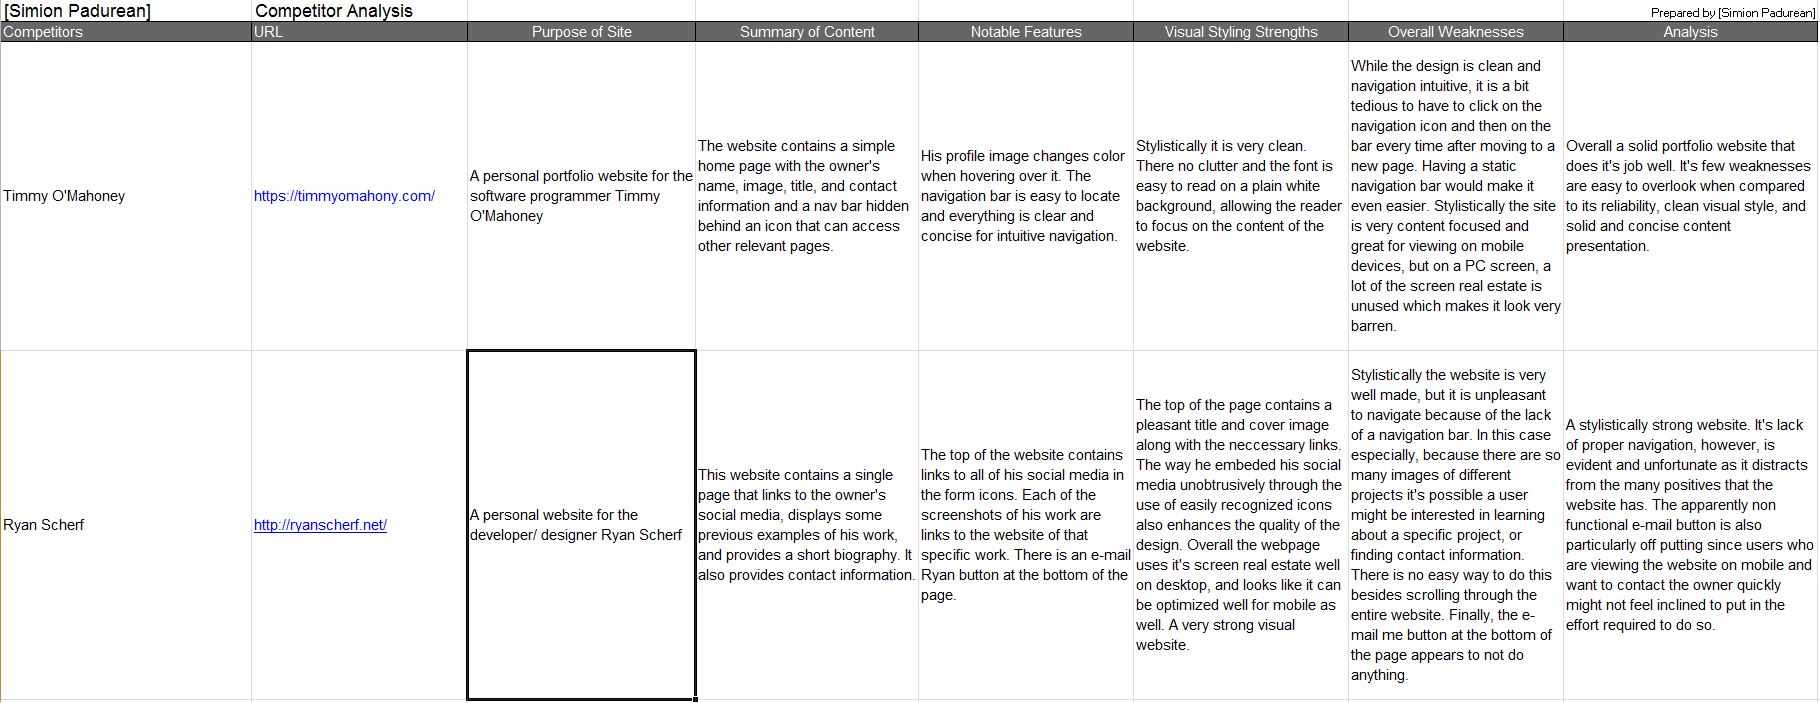 [Simion Padurean]
Competitor Analysis
Prepared by [Simion Padurean]
Competitors
URL
Purpose of Site
Summary of Content
Notable Features
Visual Styling Strengths
Overall Weaknesses
Analysis
Timmy O'Mahoney
https://timmyomahony.com/
A personal portfolio website for the
software programmer Timmy
O'Mahoney
The website contains a simple
home page with the owner's
name, image, title, and contact
information and a nav bar hidden
behind an icon that can access
other relevant pages.
His profile image changes color
when hovering over it. The
navigation bar is easy to locate
and everything is clear and
concise for intuitive navigation.
Stylistically it is very clean.
There no clutter and the font is
easy to read on a plain white
background, allowing the reader
to focus on the content of the
website.
While the design is clean and
navigation intuitive, it is a bit
tedious to have to click on the
navigation icon and then on the
bar every time after moving to a
new page. Having a static
navigation bar would make it
even easier. Stylistically the site
is very content focused and
great for viewing on mobile
devices, but on a PC screen, a
lot of the screen real estate is
unused which makes it look very
barren.
Overall a solid portfolio website that
does it's job well. It's few weaknesses
are easy to overlook when compared
to its reliability, clean visual style, and
solid and concise content
presentation.
Ryan Scherf
http://ryanscherf.net/
A personal website for the
developer/ designer Ryan Scherf
This website contains a single
page that links to the owner's
social media, displays some
previous examples of his work,
and provides a short biography. It
also provides contact information.
The top of the website contains
links to all of his social media in
the form icons. Each of the
screenshots of his work are
links to the website of that
specific work. There is an e-mail
Ryan button at the bottom of the
page.
The top of the page contains a
pleasant title and cover image
along with the neccessary links.
The way he embeded his social
media unobtrusively through the
use of easily recognized icons
also enhances the quality of the
design. Overall the webpage
uses it's screen real estate well
on desktop, and looks like it can
be optimized well for mobile as
well. A very strong visual
website.
Stylistically the website is very
well made, but it is unpleasant
to navigate because of the lack
of a navigation bar. In this case
especially, because there are so
many images of different
projects it's possible a user
might be interested in learning
about a specific project, or
finding contact information.
There is no easy way to do this
besides scrolling through the
entire website. Finally, the e-
mail me button at the bottom of
the page appears to not do
anything.
A stylistically strong website. It's lack
of proper navigation, however, is
evident and unfortunate as it distracts
from the many positives that the
website has. The apparently non
functional e-mail button is also
particularly off putting since users who
are viewing the website on mobile and
want to contact the owner quickly
might not feel inclined to put in the
effort required to do so.